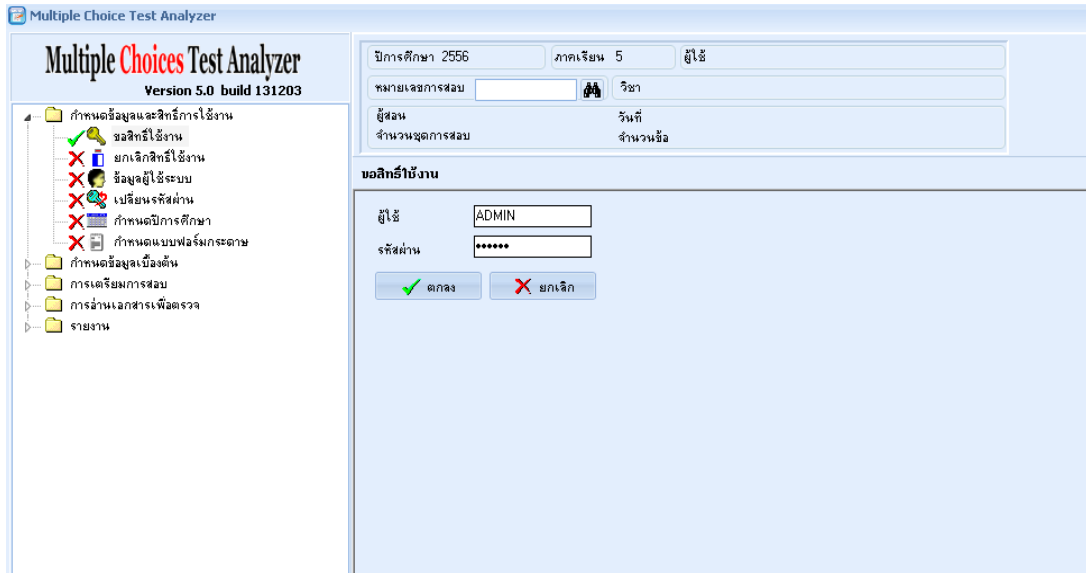 Multiple Choice Test Analyzer
Multiple Choices Test Analyzer
Version 5.0 build 131203
กำหนดข้อมูลและสิทธิ์การใช้งาน
ขอสิทธิ์ใช้งาน
ยกเลิกสิทธิ์ใช้งาน
ข้อมูลผู้ใช้ระบบ
เปลี่ยนรหัสผ่าน
กำหนดปีการศึกษา
กำหนดแบบฟอร์มกระดาษ
กำหนดข้อมูลเบื้องต้น
การเตรียมการสอบ
การอ่านเอกสารเพื่อตรวจ
รายงาน
ปีการศึกษา 2556 ภาคเรียน 5 ผู้ใช้
หมายเลขการสอบ วิชา
ผู้สอน วันที่
จำนวนชุดการสอบ จำนวนข้อ
ขอสิทธิ์ใช้งาน
ผู้ใช้ ADMIN
รหัสผ่าน ••••••
ตกลง ยกเลิก